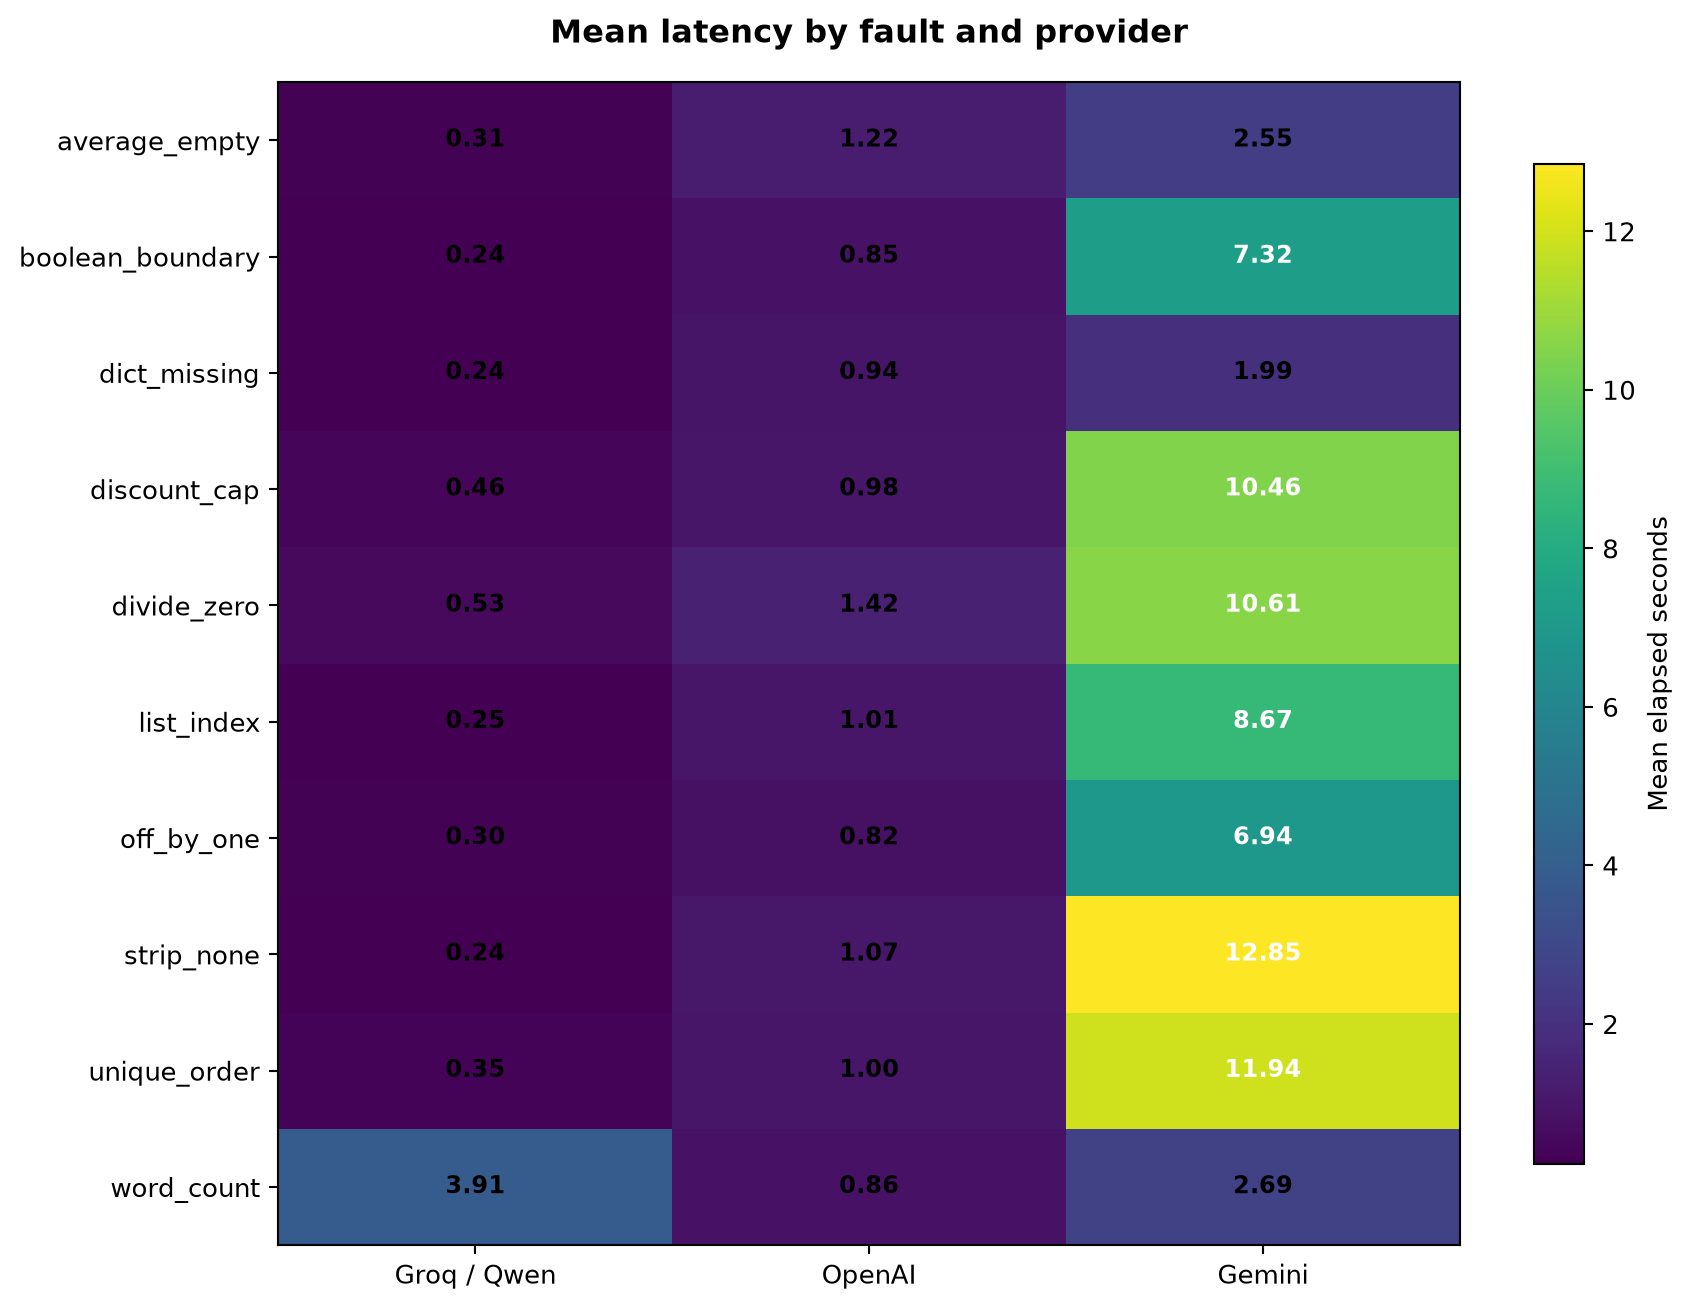 Mean latency by fault and provider
average_empty 0.31 1.22 2.55
boolean_boundary 0.24 0.85 7.32
dict_missing 0.24 0.94 1.99
discount_cap 0.46 0.98 10.46
divide_zero 0.53 1.42 10.61
list_index 0.25 1.01 8.67
off_by_one 0.30 0.82 6.94
strip_none 0.24 1.07 12.85
unique_order 0.35 1.00 11.94
word_count 3.91 0.86 2.69
Groq / Qwen OpenAI Gemini
12
10
8
6
4
2
Mean elapsed seconds